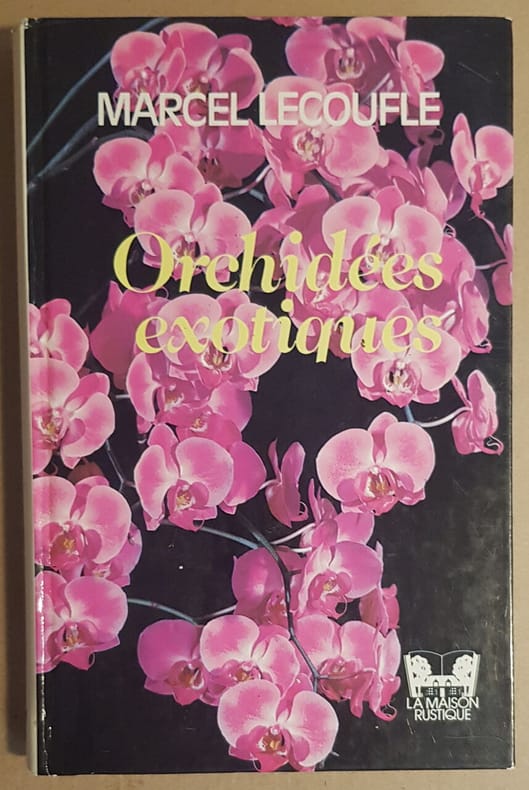 MARCEL LECOUFLE
Orchidées
exotiques
LA MAISON
RUSTIQUE